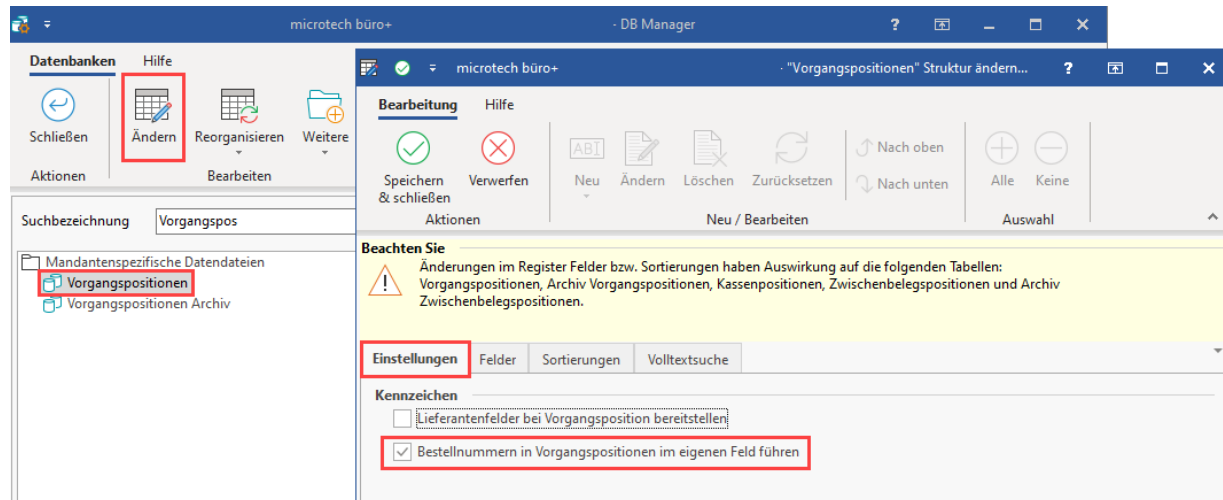 microtech büro+ · DB Manager
Datenbanken Hilfe
Schließen Ändern Reorganisieren Weitere
Aktionen Bearbeiten
Suchbezeichnung Vorgangspos
Mandantenspezifische Datendateien
Vorgangspositionen
Vorgangspositionen Archiv
microtech büro+ · "Vorgangspositionen" Struktur ändern... ?
Bearbeitung Hilfe
Speichern & schließen
Verwerfen
ABI
Neu Ändern Löschen Zurücksetzen
Nach oben
Nach unten
Alle Keine
Aktionen Neu / Bearbeiten Auswahl
Beachten Sie
Änderungen im Register Felder bzw. Sortierungen haben Auswirkung auf die folgenden Tabellen:
Vorgangspositionen, Archiv Vorgangspositionen, Kassenpositionen, Zwischenbelegspositionen und Archiv
Zwischenbelegspositionen.
Einstellungen Felder Sortierungen Volltextsuche
Kennzeichen
Lieferantenfelder bei Vorgangsposition bereitstellen
Bestellnummern in Vorgangspositionen im eigenen Feld führen